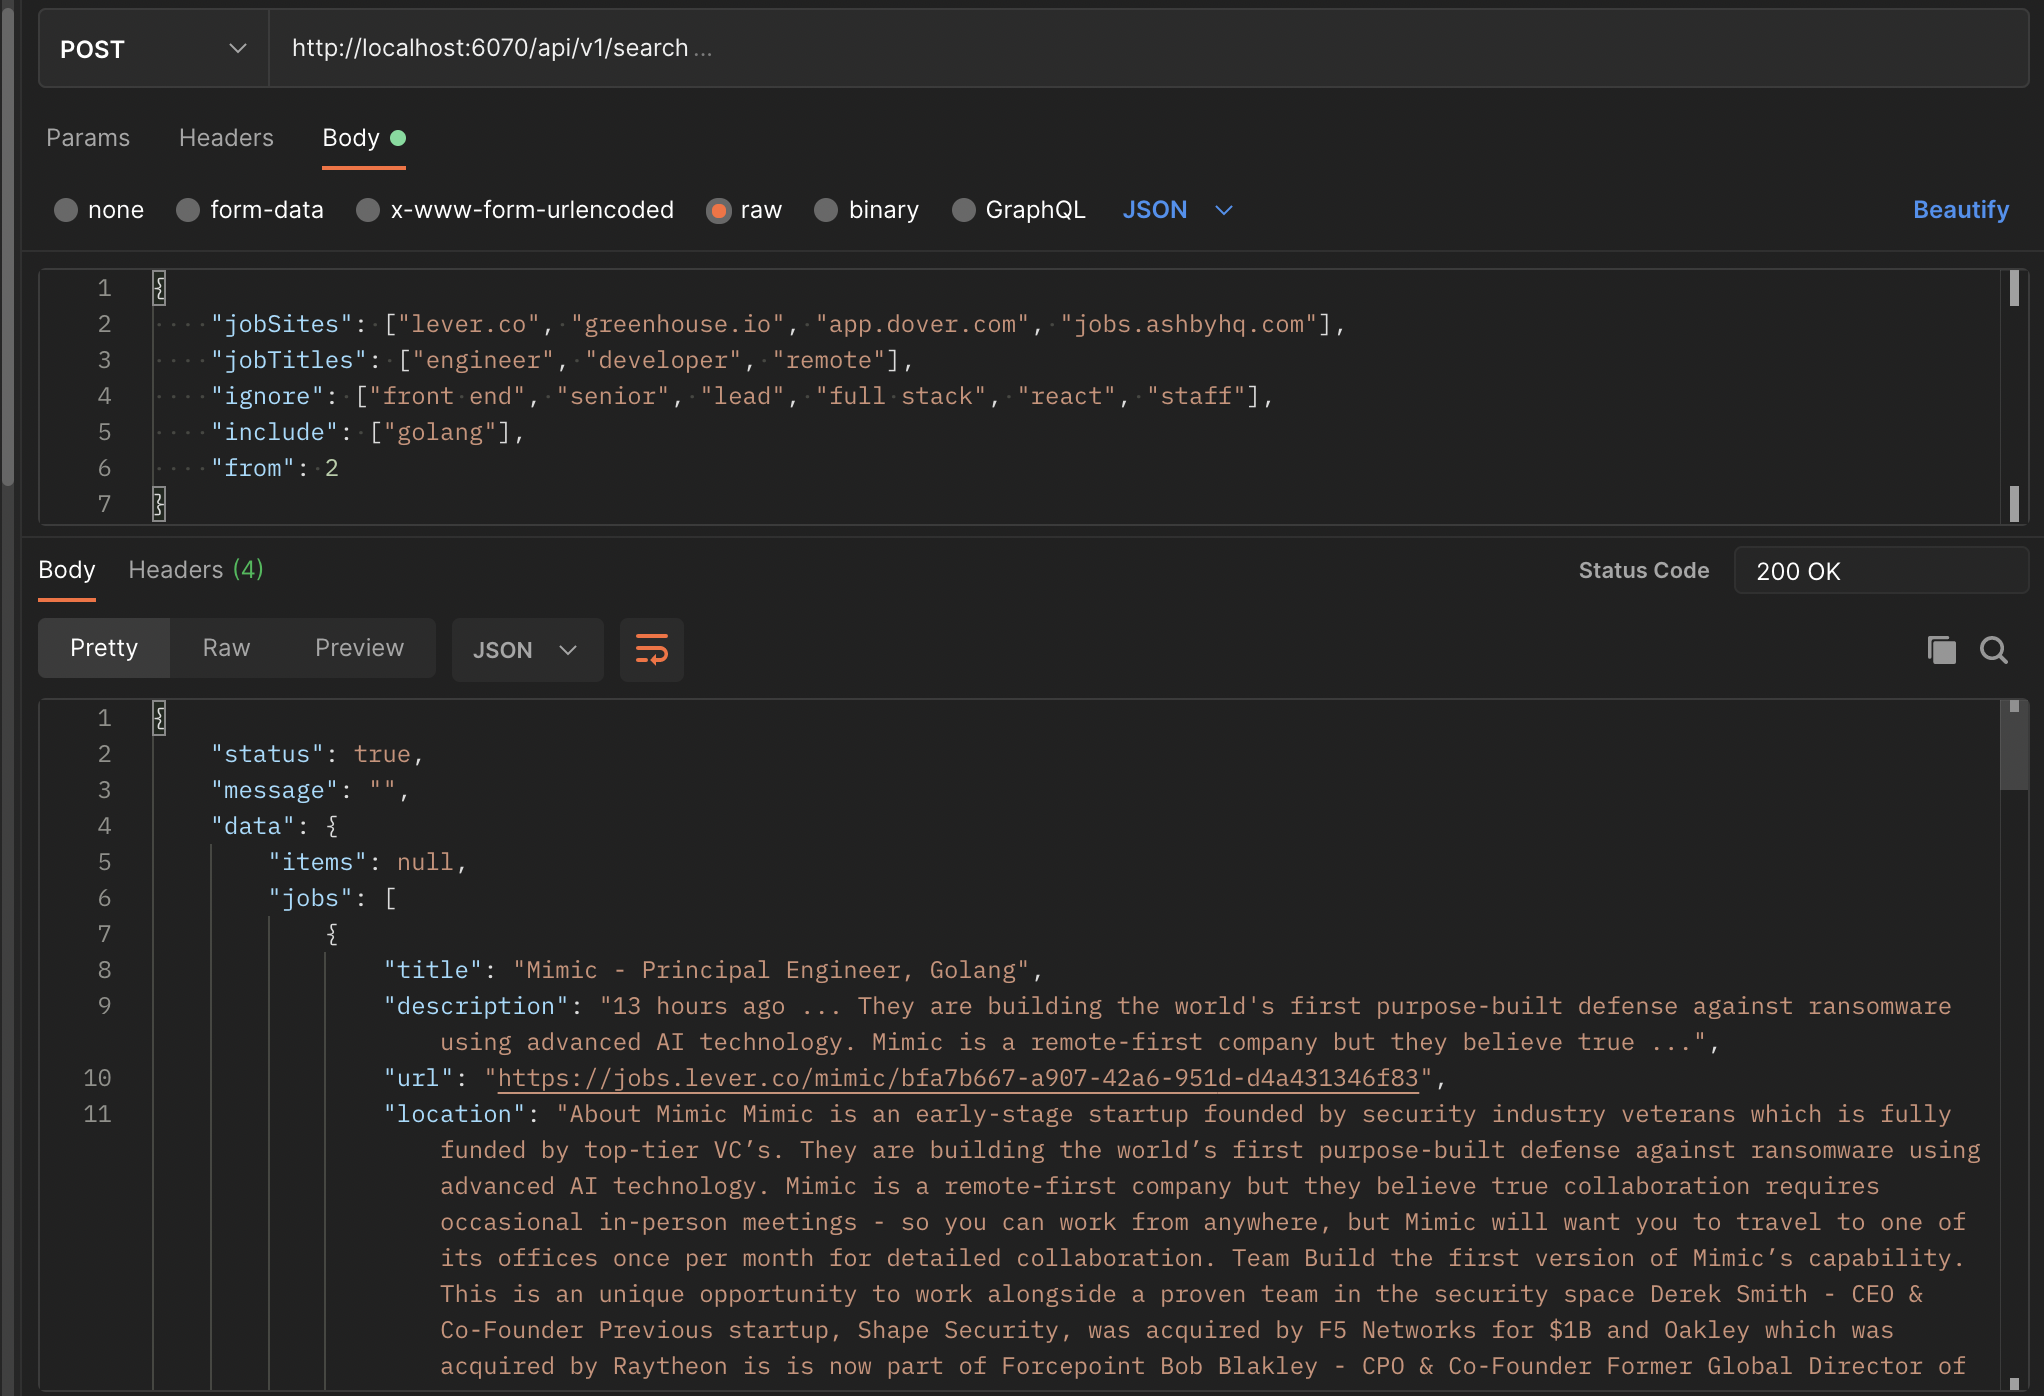 POST http://localhost:6070/api/v1/search ...
Params Headers Body
none form-data x-www-form-urlencoded raw binary GraphQL JSON Beautify
1 {
2 "jobSites": ["lever.co", "greenhouse.io", "app.dover.com", "jobs.ashbyhq.com"],
3 "jobTitles": ["engineer", "developer", "remote"],
4 "ignore": ["front end", "senior", "lead", "full stack", "react", "staff"],
5 "include": ["golang"],
6 "from": 2
7 }
Body Headers (4) Status Code 200 OK
Pretty Raw Preview JSON
1 {
2 "status": true,
3 "message": "",
4 "data": {
5 "items": null,
6 "jobs": [
7 {
8 "title": "Mimic - Principal Engineer, Golang",
9 "description": "13 hours ago ... They are building the world's first purpose-built defense against ransomware
using advanced AI technology. Mimic is a remote-first company but they believe true ...",
10 "url": "https://jobs.lever.co/mimic/bfa7b667-a907-42a6-951d-d4a431346f83",
11 "location": "About Mimic Mimic is an early-stage startup founded by security industry veterans which is fully
funded by top-tier VC’s. They are building the world’s first purpose-built defense against ransomware using
advanced AI technology. Mimic is a remote-first company but they believe true collaboration requires
occasional in-person meetings - so you can work from anywhere, but Mimic will want you to travel to one of
its offices once per month for detailed collaboration. Team Build the first version of Mimic’s capability.
This is an unique opportunity to work alongside a proven team in the security space Derek Smith - CEO &
Co-Founder Previous startup, Shape Security, was acquired by F5 Networks for $1B and Oakley which was
acquired by Raytheon is is now part of Forcepoint Bob Blakley - CPO & Co-Founder Former Global Director of